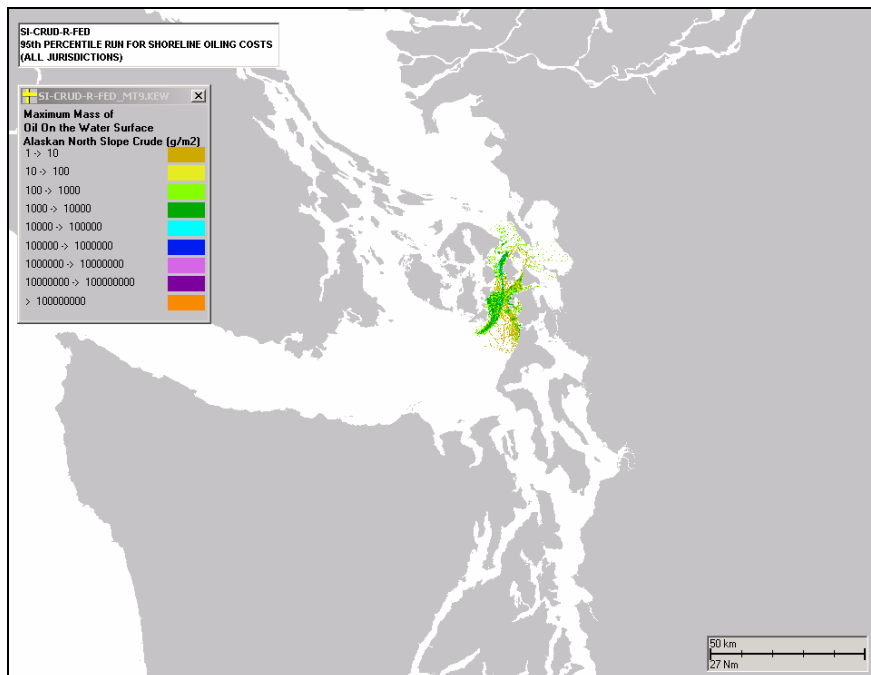 SI-CRUD-R-FED
95th PERCENTILE RUN FOR SHORELINE OILING COSTS
(ALL JURISDICTIONS)
SI-CRUD-R-FED_MT9.KEW
Maximum Mass of
Oil On the Water Surface
Alaskan North Slope Crude (g/m2)
1 -> 10
10 -> 100
100 -> 1000
1000 -> 10000
10000 -> 100000
100000 -> 1000000
1000000 -> 10000000
10000000 -> 100000000
> 100000000
50 km
27 Nm